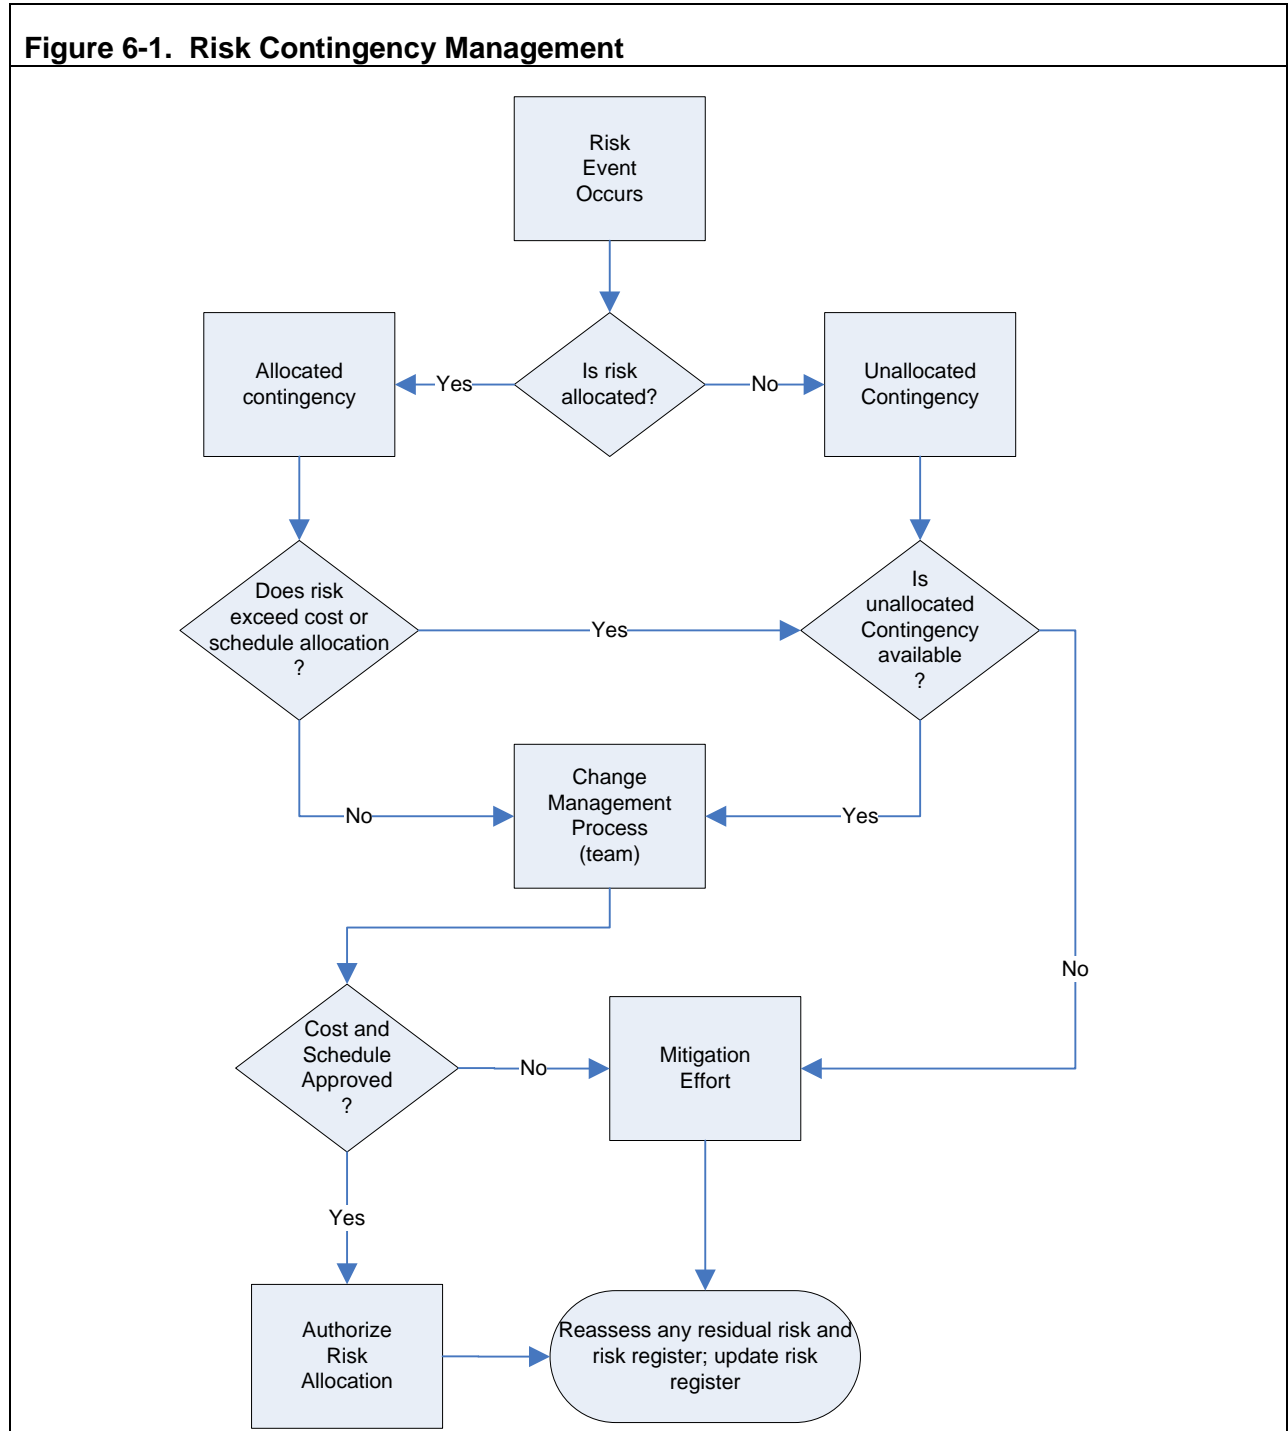 Figure 6-1.  Risk Contingency Management
Risk
Event
Occurs
Allocated
contingency
Yes
Is risk
allocated?
No
Unallocated
Contingency
Does risk
exceed cost or
schedule allocation
?
Yes
Is
unallocated
Contingency
available
?
No
Change
Management
Process
(team)
Yes
No
Cost and
Schedule
Approved
?
No
Mitigation
Effort
Yes
Authorize
Risk
Allocation
Reassess any residual risk and
risk register; update risk
register